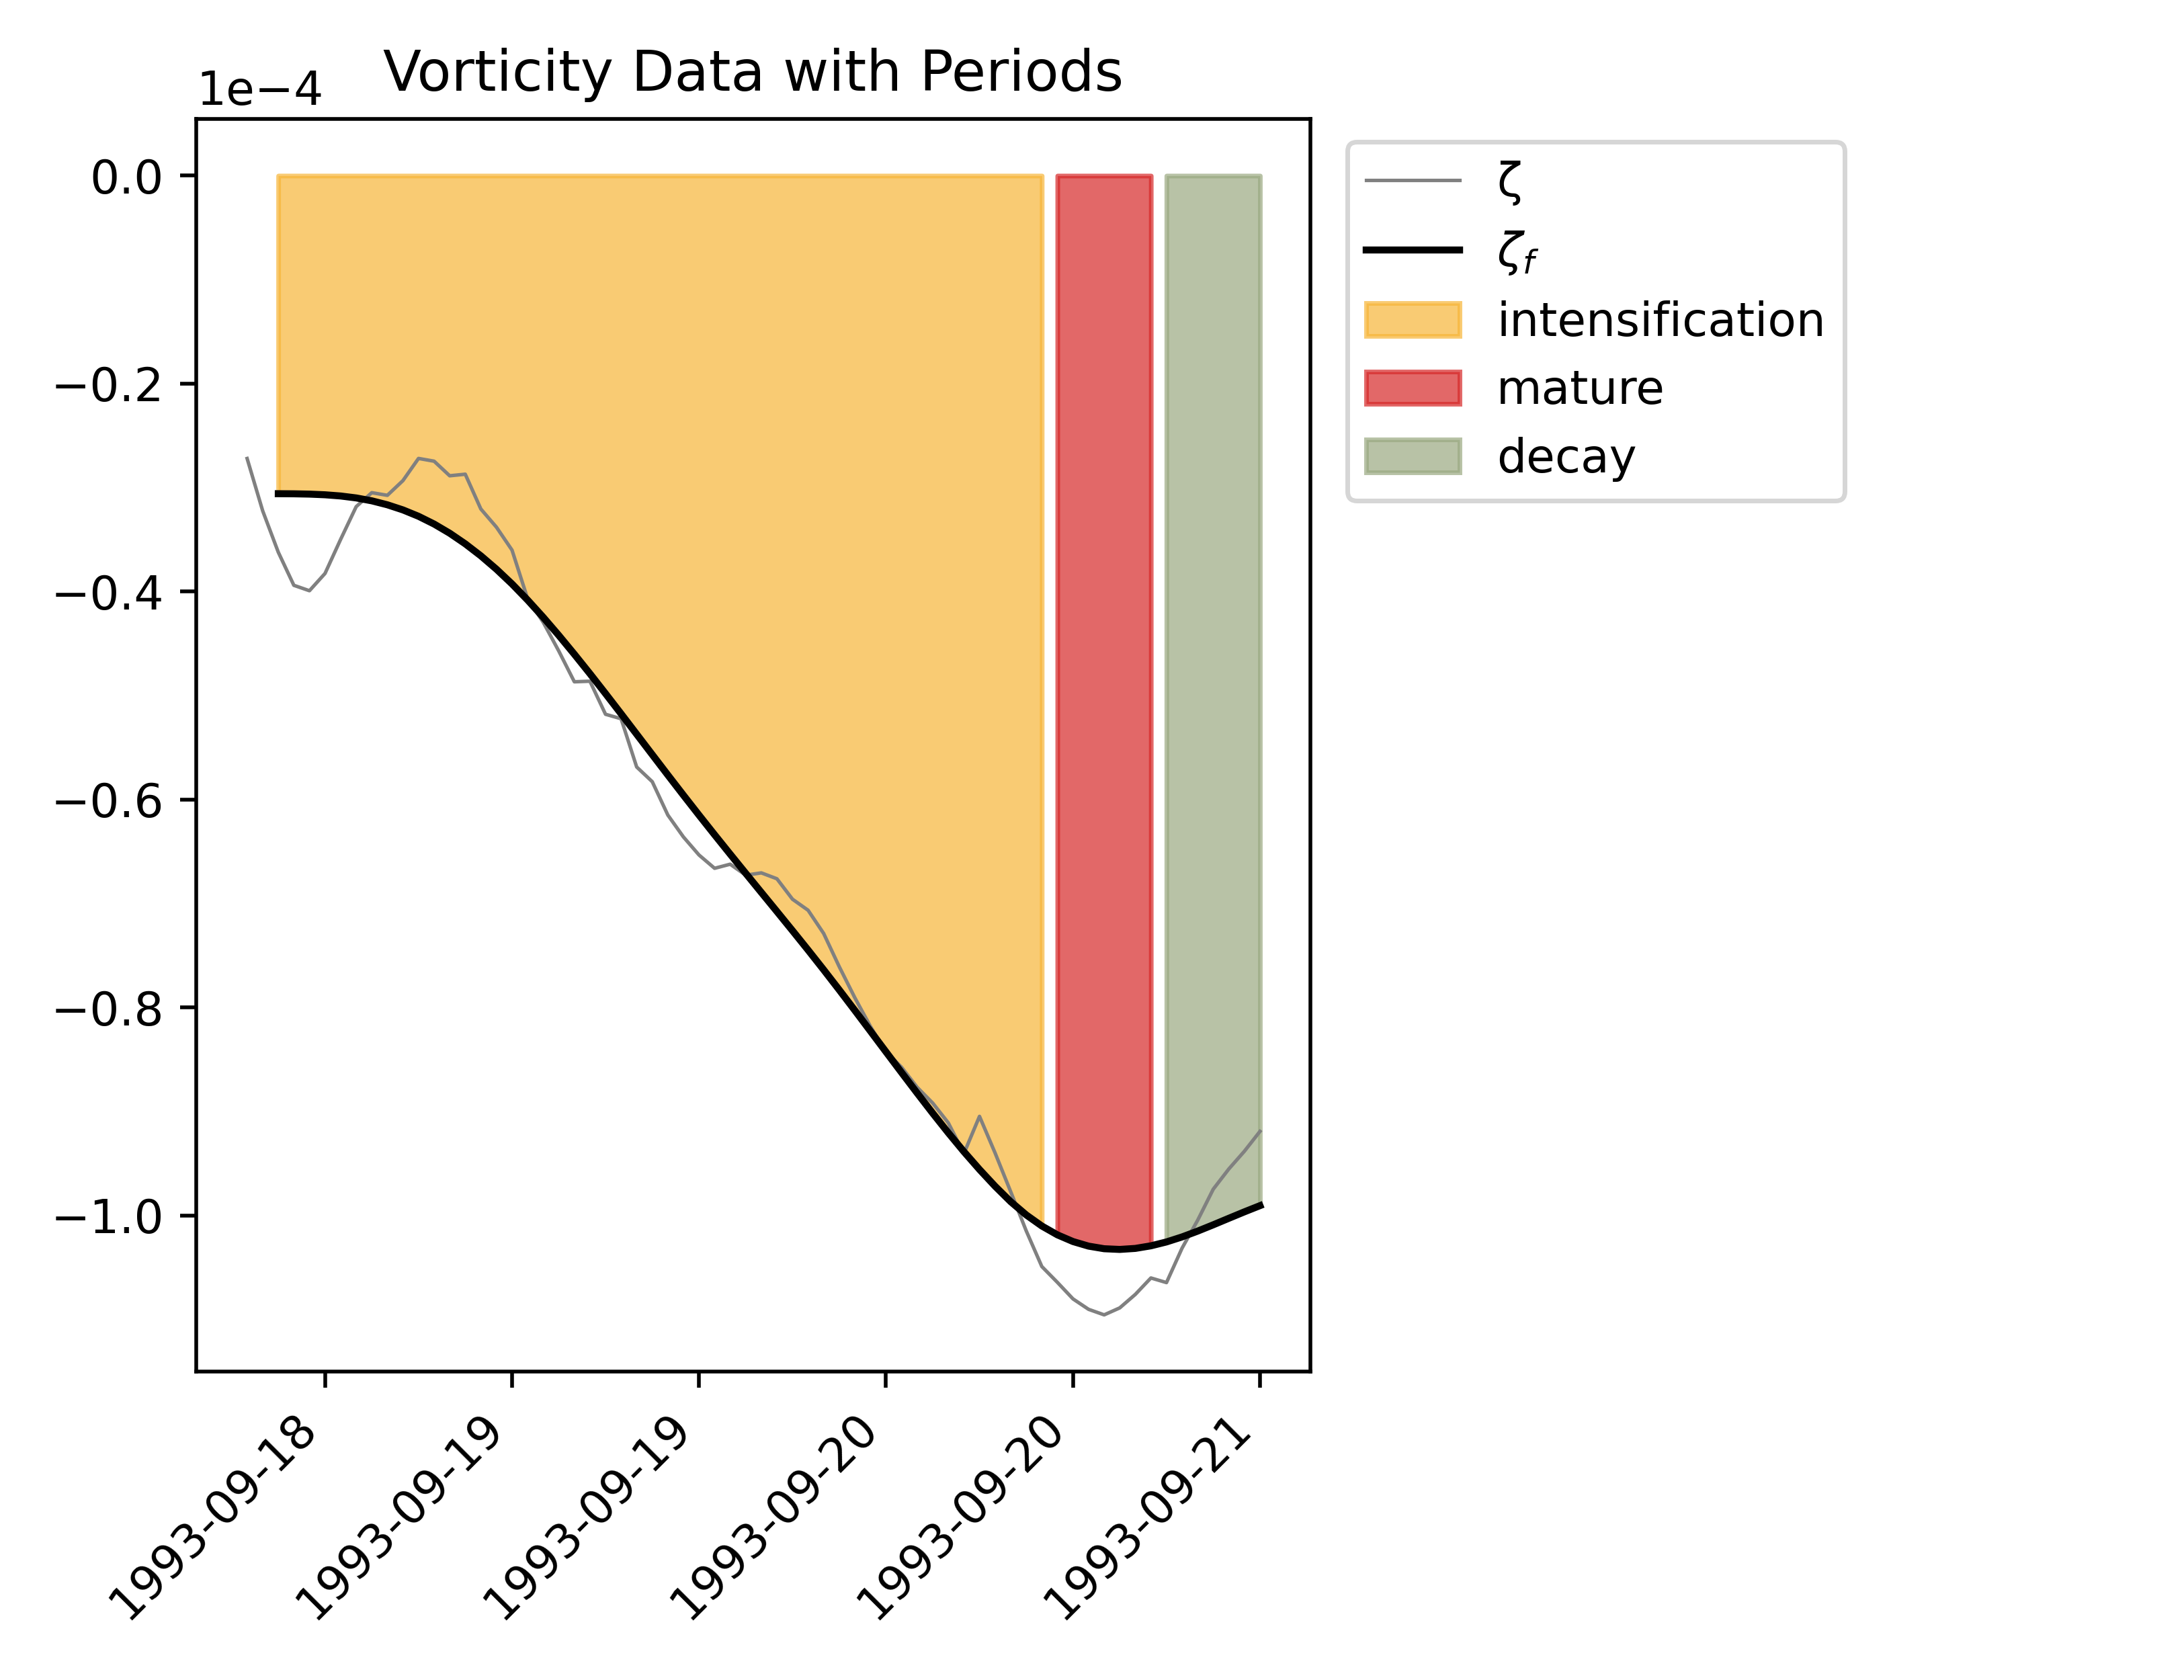 Vorticity Data with Periods
1e−4
0.0
−0.2
−0.4
−0.6
−0.8
−1.0
1993-09-18
1993-09-19
1993-09-19
1993-09-20
1993-09-20
1993-09-21
ζ
ζf
intensification
mature
decay